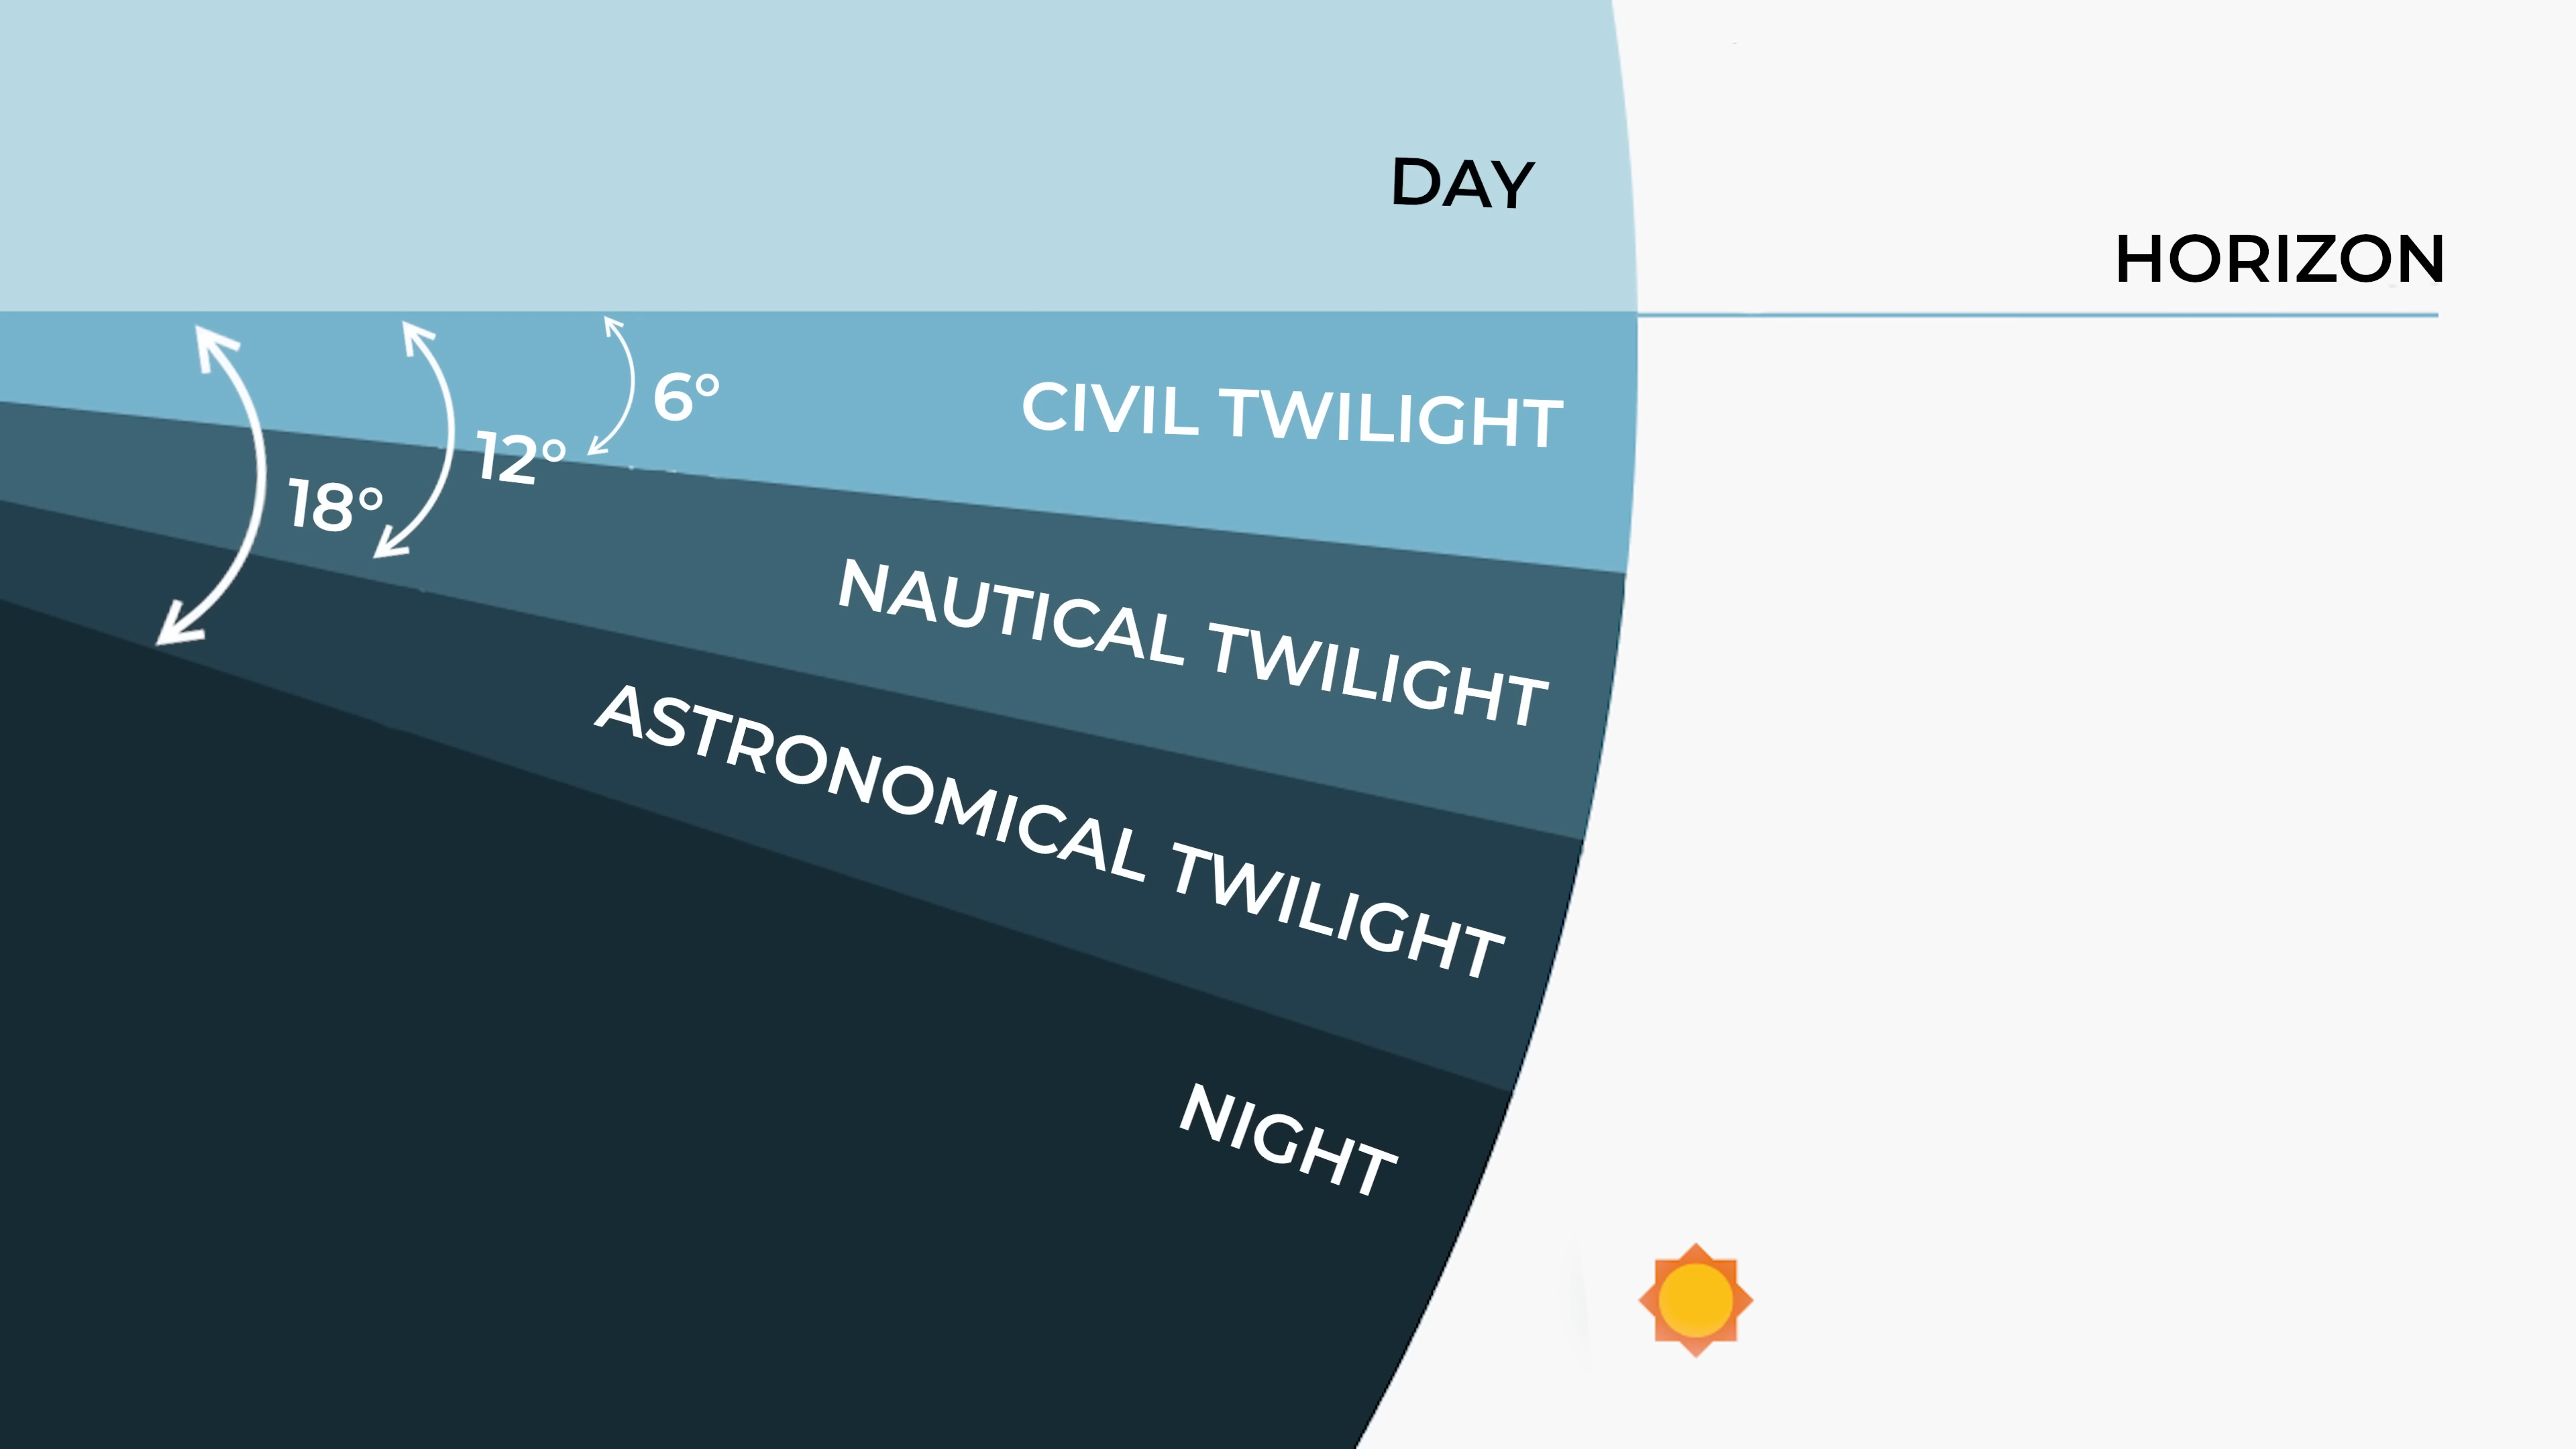 DAY
HORIZON
6°
CIVIL TWILIGHT
12°
18°
NAUTICAL TWILIGHT
ASTRONOMICAL TWILIGHT
NIGHT